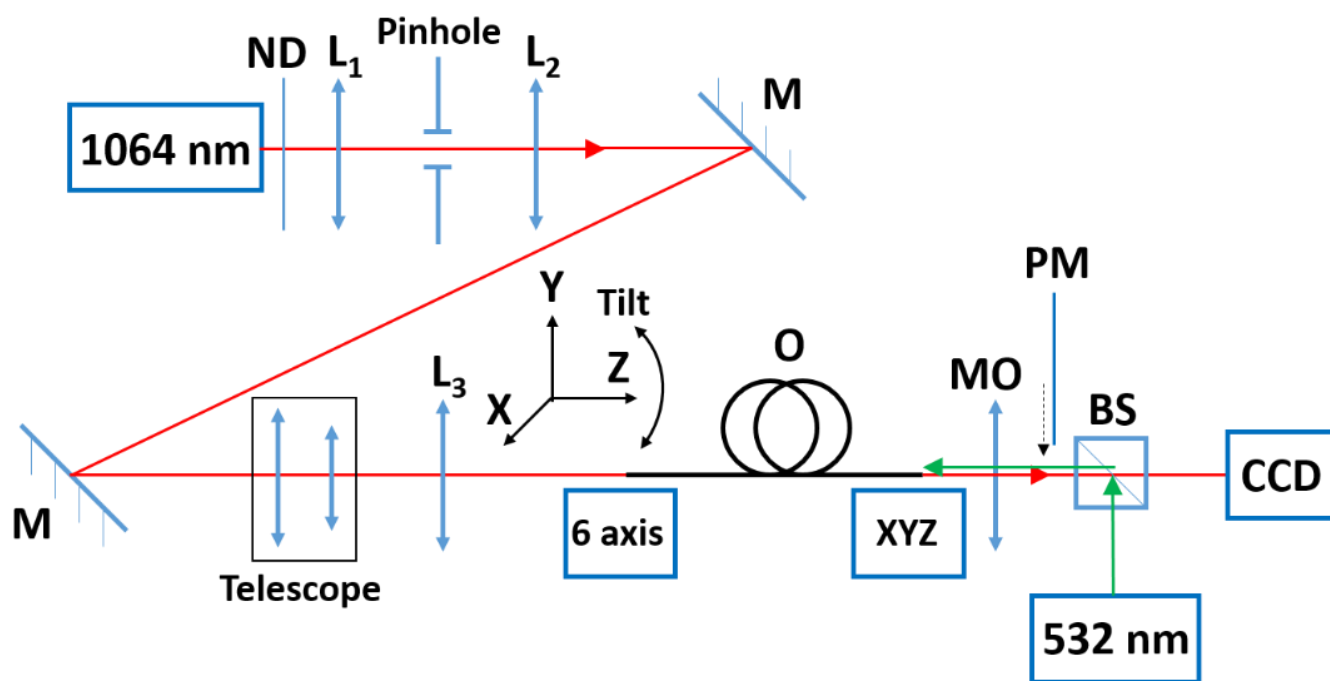 Pinhole
ND
L₁
L₂
M
1064 nm
PM
Y
Tilt
O
L₃
Z
MO
X
BS
CCD
M
6 axis
XYZ
Telescope
532 nm